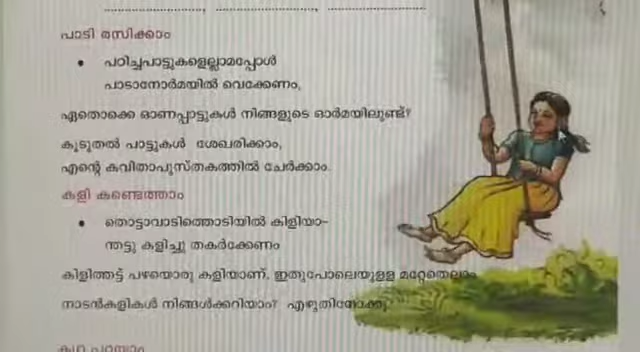 പാടി രസിക്കാം
• പഠിച്ചപാട്ടുകളെല്ലാമപ്പോൾ
പാടാനോർമയിൽ വെക്കേണം,
ഏതൊക്കെ ഓണപ്പാട്ടുകൾ നിങ്ങളുടെ ഓർമയിലുണ്ട്?
കൂടുതൽ പാട്ടുകൾ ശേഖരിക്കാം,
എന്റെ കവിതാപുസ്തകത്തിൽ ചേർക്കാം.
കളി കണ്ടെത്താം
• തൊട്ടാവാടിത്തൊടിയിൽ കിളിയാ-
ന്തട്ടു കളിച്ചു തകർക്കേണം
കിളിത്തട്ട് പഴയൊരു കളിയാണ്. ഇതുപോലെയുള്ള മറ്റേതെല്ലാം
നാടൻകളികൾ നിങ്ങൾക്കറിയാം? എഴുതിനോക്കൂ.